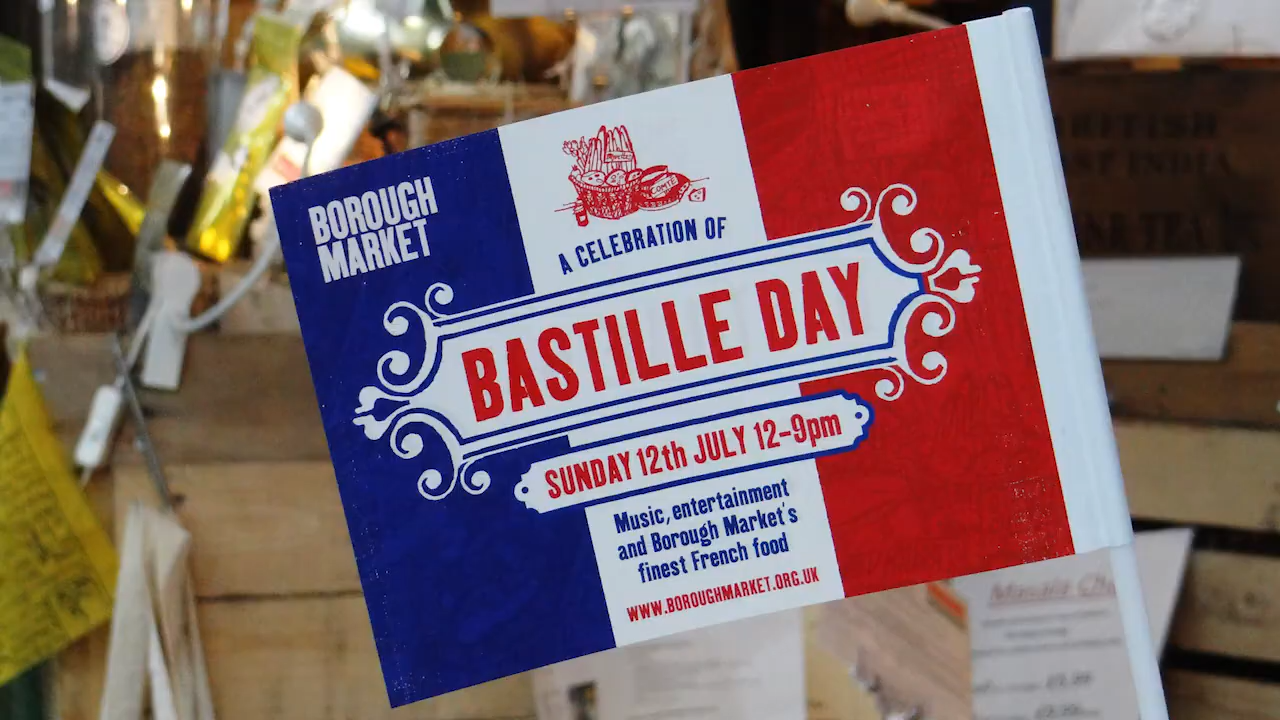 BOROUGH
MARKET
A CELEBRATION OF
BASTILLE DAY
SUNDAY 12th JULY 12-9pm
Music, entertainment
and Borough Market's
finest French food
WWW.BOROUGHMARKET.ORG.UK
COMTE